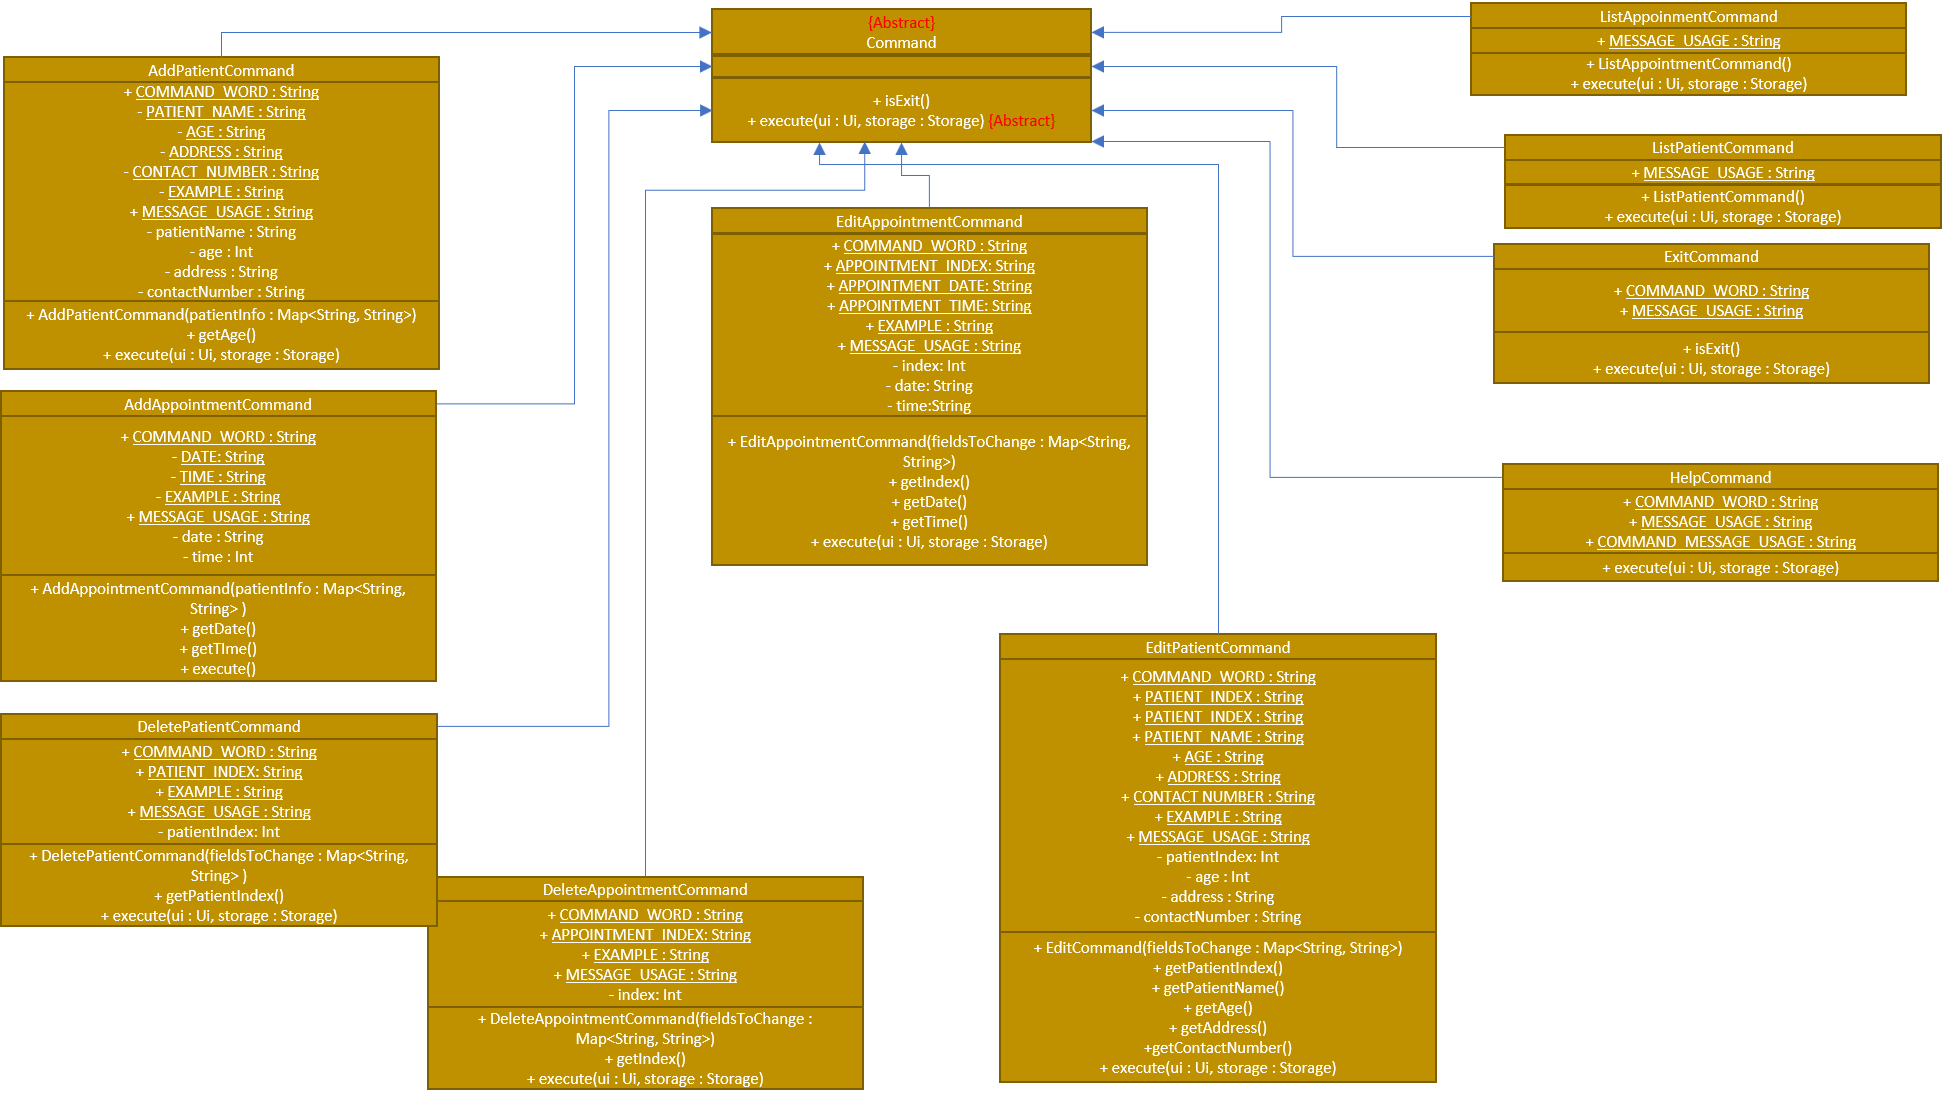 {Abstract}
Command
+ isExit()
+ execute(ui : Ui, storage : Storage) {Abstract}
AddPatientCommand
+ COMMAND_WORD : String
- PATIENT_NAME : String
- AGE : String
- ADDRESS : String
- CONTACT_NUMBER : String
- EXAMPLE : String
+ MESSAGE_USAGE : String
- patientName : String
- age : Int
- address : String
- contactNumber : String
+ AddPatientCommand(patientInfo : Map<String, String>)
+ getAge()
+ execute(ui : Ui, storage : Storage)
AddAppointmentCommand
+ COMMAND_WORD : String
- DATE: String
- TIME : String
- EXAMPLE : String
+ MESSAGE_USAGE : String
- date : String
- time : Int
+ AddAppointmentCommand(patientInfo : Map<String,
String> )
+ getDate()
+ getTIme()
+ execute()
DeletePatientCommand
+ COMMAND_WORD : String
+ PATIENT_INDEX: String
+ EXAMPLE : String
+ MESSAGE_USAGE : String
- patientIndex: Int
+ DeletePatientCommand(fieldsToChange : Map<String,
String> )
+ getPatientIndex()
+ execute(ui : Ui, storage : Storage)
DeleteAppointmentCommand
+ COMMAND_WORD : String
+ APPOINTMENT_INDEX: String
+ EXAMPLE : String
+ MESSAGE_USAGE : String
- index: Int
+ DeleteAppointmentCommand(fieldsToChange :
Map<String, String>)
+ getIndex()
+ execute(ui : Ui, storage : Storage)
EditAppointmentCommand
+ COMMAND_WORD : String
+ APPOINTMENT_INDEX: String
+ APPOINTMENT_DATE: String
+ APPOINTMENT_TIME: String
+ EXAMPLE : String
+ MESSAGE_USAGE : String
- index: Int
- date: String
- time:String
+ EditAppointmentCommand(fieldsToChange : Map<String,
String>)
+ getIndex()
+ getDate()
+ getTime()
+ execute(ui : Ui, storage : Storage)
EditPatientCommand
+ COMMAND_WORD : String
+ PATIENT_INDEX : String
+ PATIENT_INDEX : String
+ PATIENT_NAME : String
+ AGE : String
+ ADDRESS : String
+ CONTACT NUMBER : String
+ EXAMPLE : String
+ MESSAGE_USAGE : String
- patientIndex: Int
- age : Int
- address : String
- contactNumber : String
+ EditCommand(fieldsToChange : Map<String, String>)
+ getPatientIndex()
+ getPatientName()
+ getAge()
+ getAddress()
+getContactNumber()
+ execute(ui : Ui, storage : Storage)
ListAppoinmentCommand
+ MESSAGE_USAGE : String
+ ListAppointmentCommand()
+ execute(ui : Ui, storage : Storage)
ListPatientCommand
+ MESSAGE_USAGE : String
+ ListPatientCommand()
+ execute(ui : Ui, storage : Storage)
ExitCommand
+ COMMAND_WORD : String
+ MESSAGE_USAGE : String
+ isExit()
+ execute(ui : Ui, storage : Storage)
HelpCommand
+ COMMAND_WORD : String
+ MESSAGE_USAGE : String
+ COMMAND_MESSAGE_USAGE : String
+ execute(ui : Ui, storage : Storage)